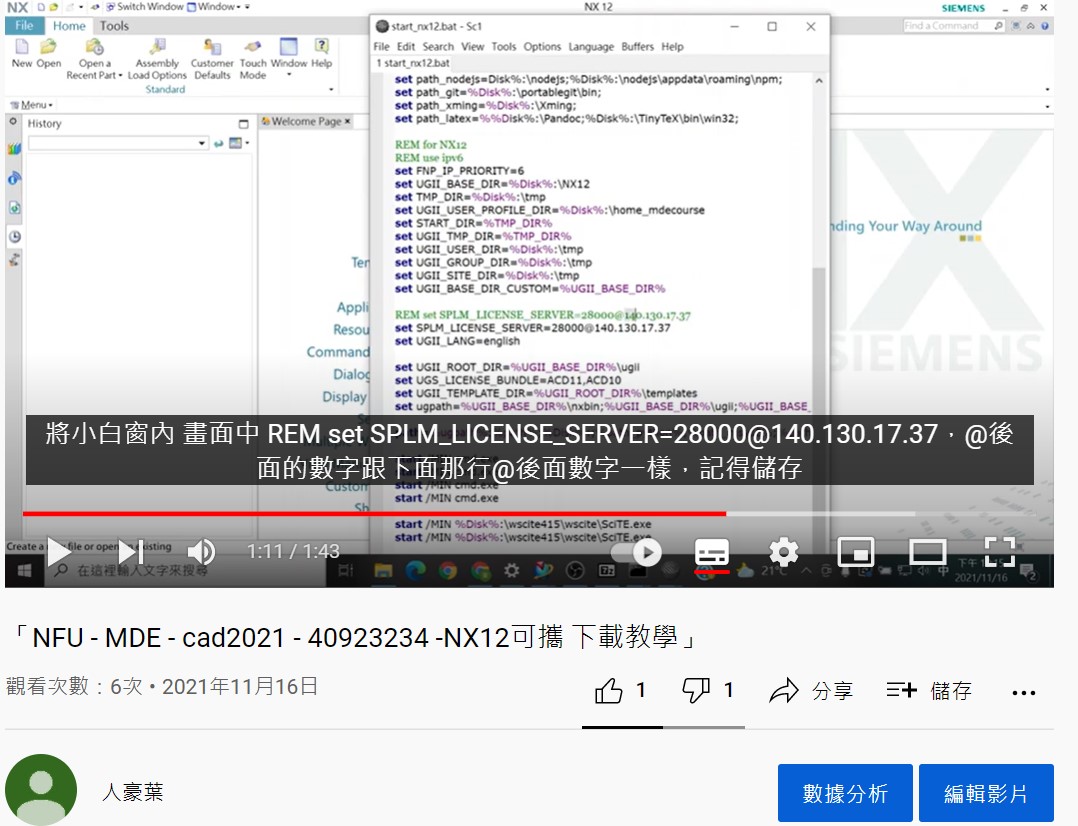 NX Switch Window Window SIEMENS
NX 12
File Home Tools
Find a Command
New Open Open a Recent Part Assembly Load Options Customer Defaults Touch Mode Window Help
Standard
Menu
History
Welcome Page
start_nx12.bat - Sc1
File Edit Search View Tools Options Language Buffers Help
1 start_nx12.bat
set path_nodejs=Disk%:\nodejs;%Disk%:\nodejs\appdata\roaming\npm;
set path_git=%Disk%:\portablegit\bin;
set path_xming=%Disk%:\Xming;
set path_latex=%%Disk%:\Pandoc;%Disk%:\TinyTeX\bin\win32;
REM for NX12
REM use ipv6
set FNP_IP_PRIORITY=6
set UGII_BASE_DIR=%Disk%:\NX12
set TMP_DIR=%Disk%:\tmp
set UGII_USER_PROFILE_DIR=%Disk%:\home_mdecourse
set START_DIR=%TMP_DIR%
set UGII_TMP_DIR=%TMP_DIR%
set UGII_USER_DIR=%Disk%:\tmp
set UGII_GROUP_DIR=%Disk%:\tmp
set UGII_SITE_DIR=%Disk%:\tmp
set UGII_BASE_DIR_CUSTOM=%UGII_BASE_DIR%
REM set SPLM_LICENSE_SERVER=28000@140.130.17.37
set SPLM_LICENSE_SERVER=28000@140.130.17.37
set UGII_LANG=english
set UGII_ROOT_DIR=%UGII_BASE_DIR%\ugii
set UGS_LICENSE_BUNDLE=ACD11,ACD10
set UGII_TEMPLATE_DIR=%UGII_ROOT_DIR%\templates
set ugpath=%UGII_BASE_DIR%\nxbin;%UGII_BASE_DIR%\ugii;%UGII_BASE_
nding Your Way Around
SIEMENS
Ter
Appli
Resou
Command
Dialog
Display
將小白窗內 畫面中 REM set SPLM_LICENSE_SERVER=28000@140.130.17.37，@後
面的數字跟下面那行@後面數字一樣，記得儲存
Custom
start /MIN cmd.exe
start /MIN cmd.exe
start /MIN %Disk%:\wscite415\wscite\SciTE.exe
start /MIN %Disk%:\wscite415\wscite\SciTE.exe
1:11 / 1:43
在這裡輸入文字來搜尋
21°C
中
2021/11/16
「NFU - MDE - cad2021 - 40923234 -NX12可攜 下載教學」
觀看次數：6次 • 2021年11月16日
1 1 分享 儲存
人豪葉
數據分析 編輯影片